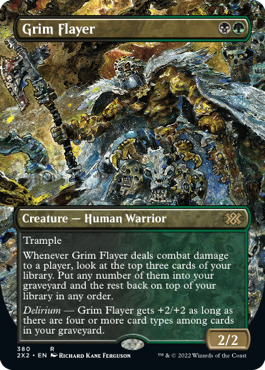 Grim Flayer
Creature — Human Warrior
Trample
Whenever Grim Flayer deals combat damage
to a player, look at the top three cards of your
library. Put any number of them into your
graveyard and the rest back on top of your
library in any order.
Delirium — Grim Flayer gets +2/+2 as long as
there are four or more card types among cards
in your graveyard.
2/2
380 R
2X2 • EN Richard Kane Ferguson
™ & © 2022 Wizards of the Coast